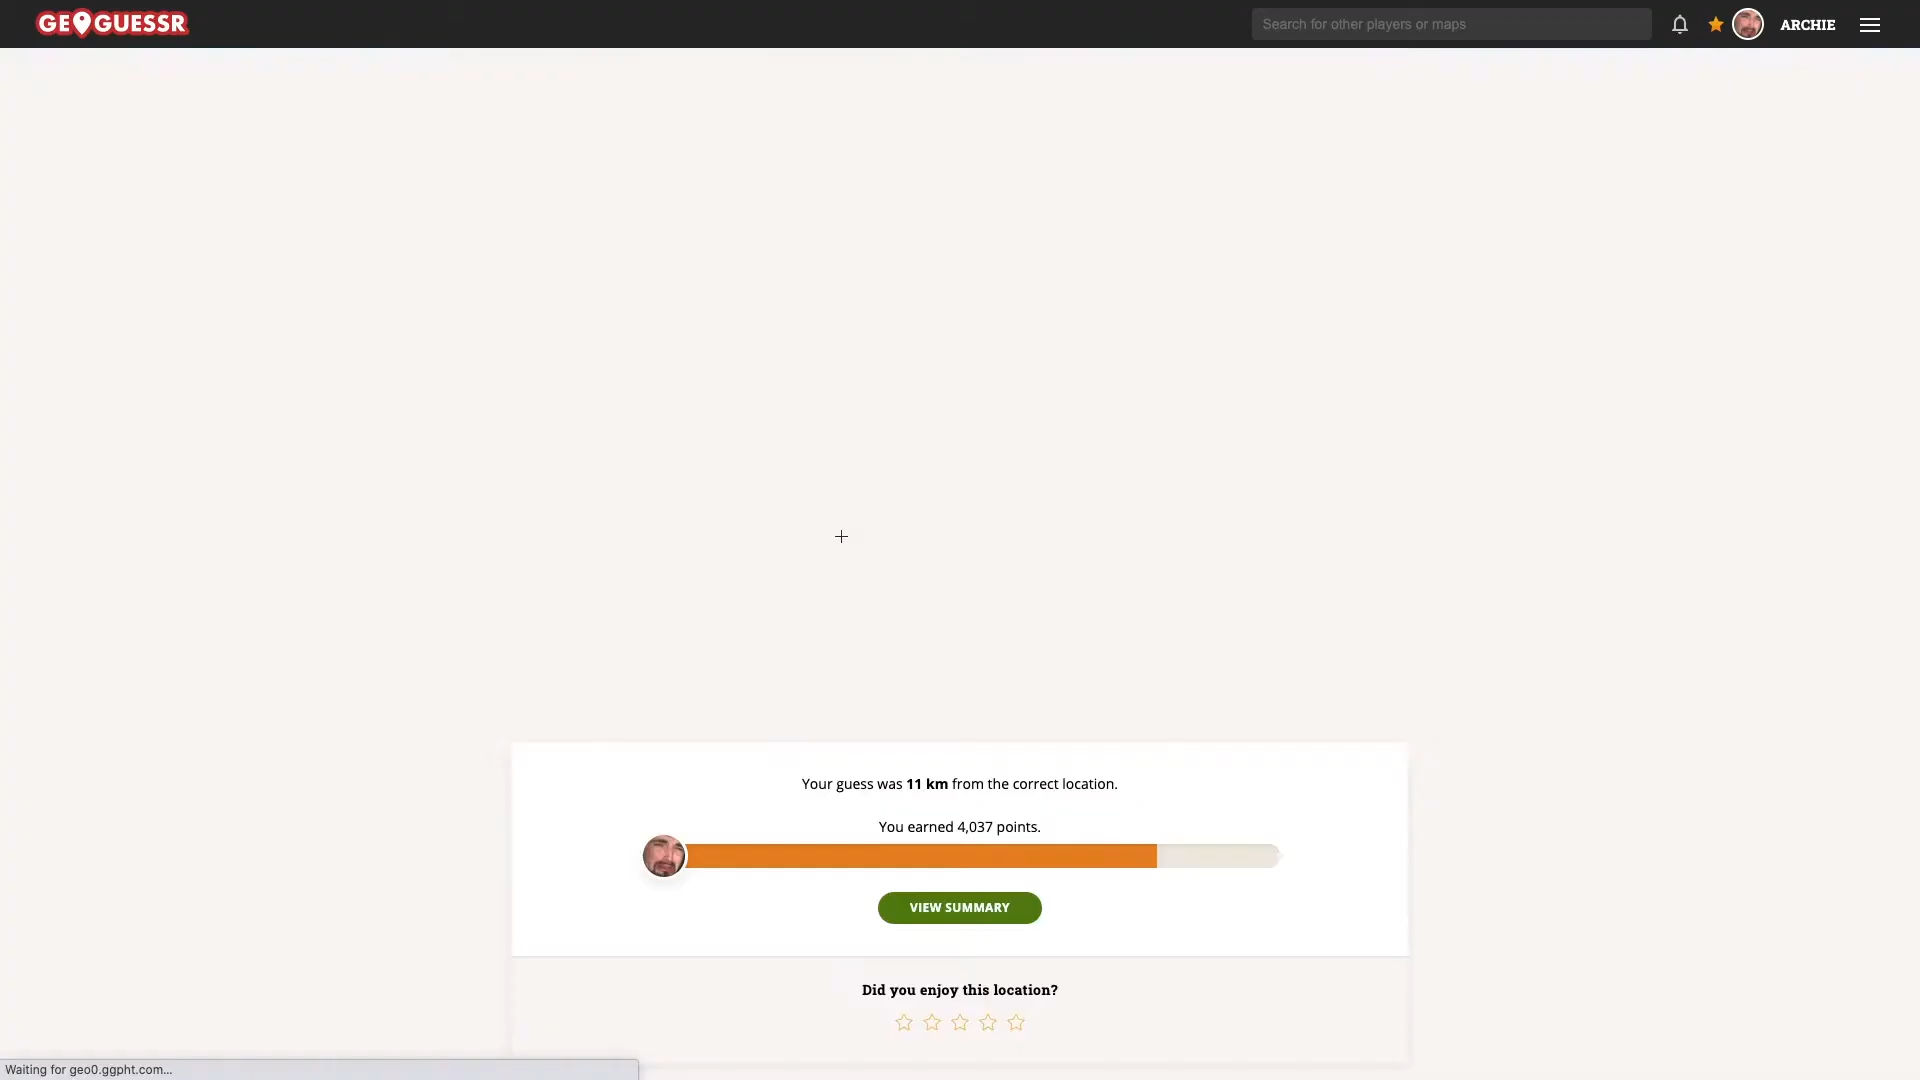 GEOGUESSR
Search for other players or maps
ARCHIE
Your guess was 11 km from the correct location.
You earned 4,037 points.
VIEW SUMMARY
Did you enjoy this location?
Waiting for geo0.ggpht.com...